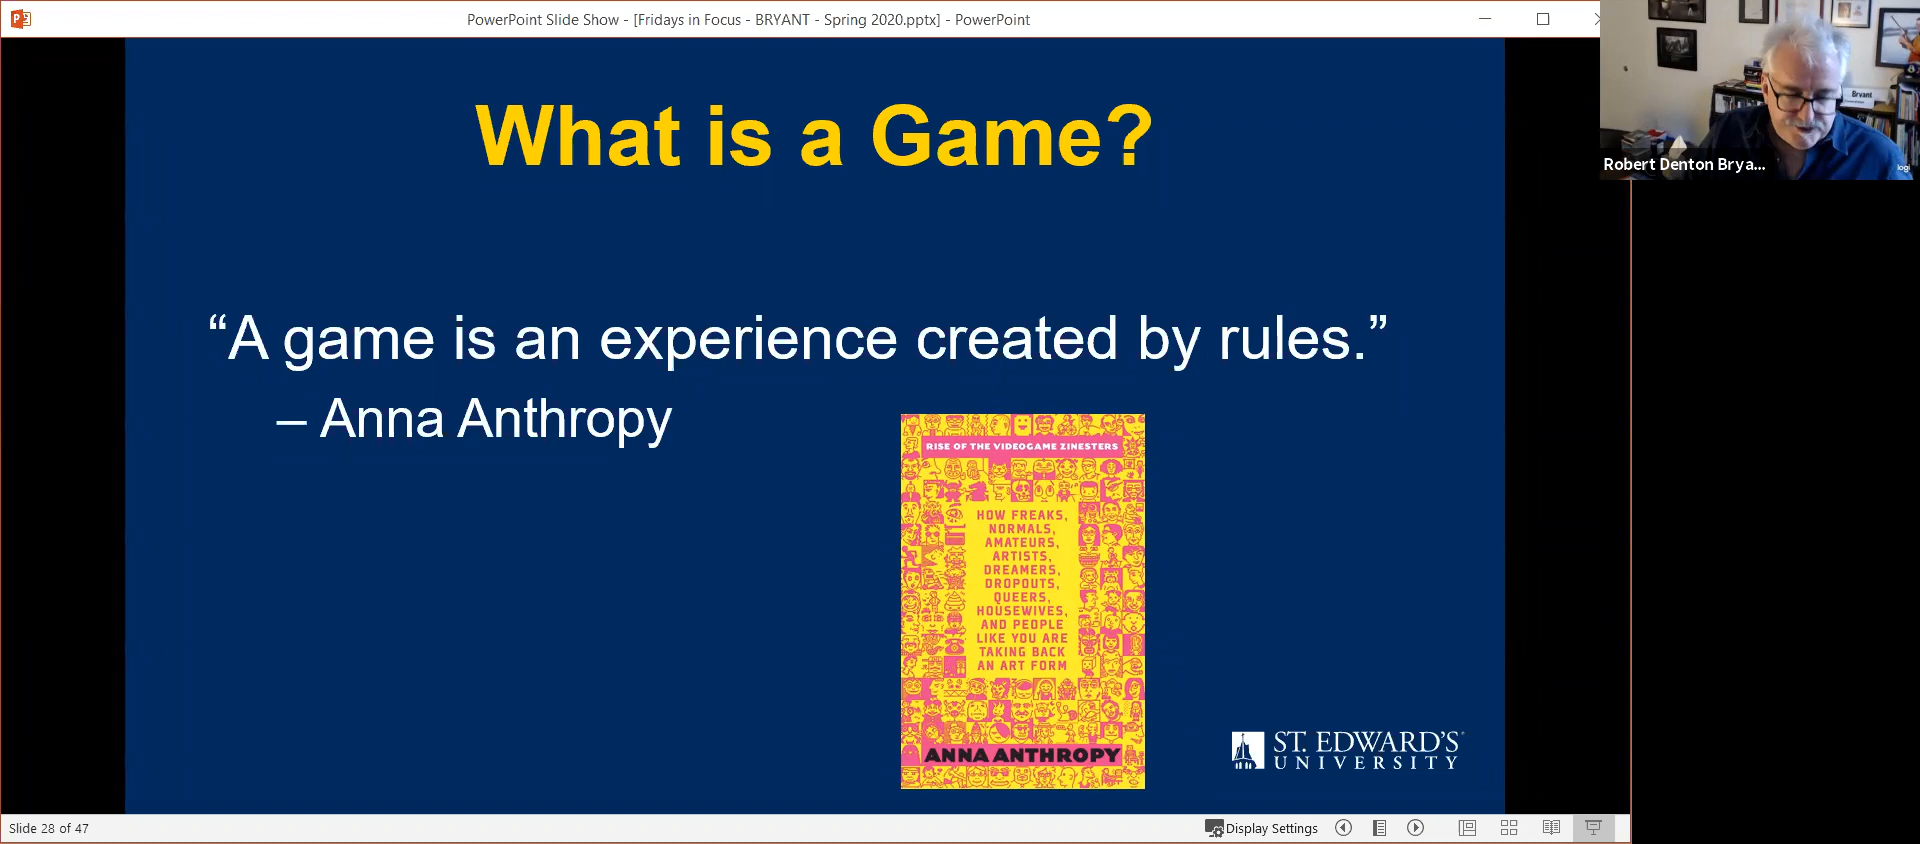 PowerPoint Slide Show - [Fridays in Focus - BRYANT - Spring 2020.pptx] - PowerPoint
Bryant
Robert Denton Brya...
logi
What is a Game?
“A game is an experience created by rules.”
– Anna Anthropy
RISE OF THE VIDEOGAME ZINESTERS
HOW FREAKS,
NORMALS,
AMATEURS,
ARTISTS,
DREAMERS,
DROPOUTS,
QUEERS,
HOUSEWIVES,
AND PEOPLE
LIKE YOU ARE
TAKING BACK
AN ART FORM
ANNA ANTHROPY
ST. EDWARD'S
UNIVERSITY
Slide 28 of 47
Display Settings